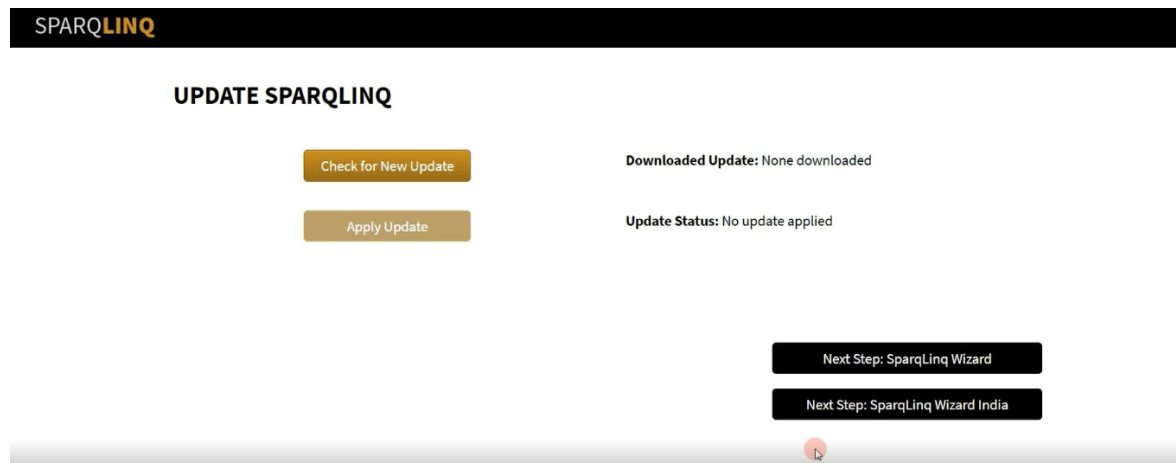 SPARQLINQ
UPDATE SPARQLINQ
Check for New Update
Downloaded Update: None downloaded
Apply Update
Update Status: No update applied
Next Step: SparqLinq Wizard
Next Step: SparqLinq Wizard India